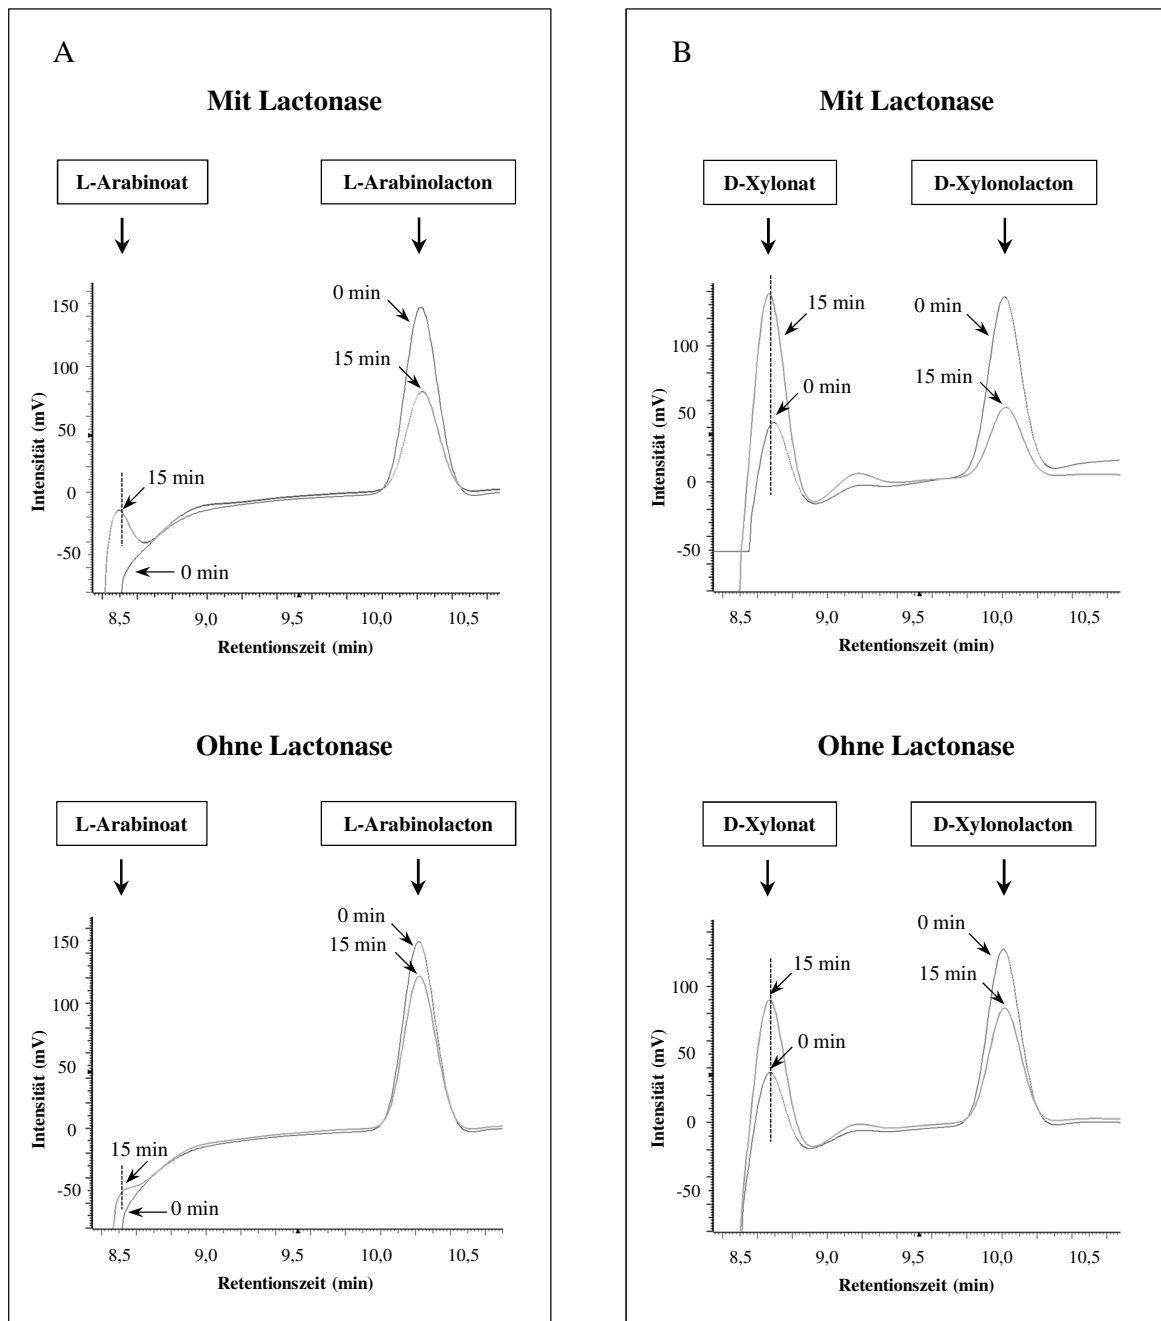 A
Mit Lactonase
L-Arabinoat
L-Arabinolacton
0 min
15 min
15 min
0 min
150
100
50
0
-50
Intensität (mV)
8,5 9,0 9,5 10,0 10,5
Retentionszeit (min)
Ohne Lactonase
L-Arabinoat
L-Arabinolacton
0 min
15 min
15 min
0 min
150
100
50
0
-50
Intensität (mV)
8,5 9,0 9,5 10,0 10,5
Retentionszeit (min)
B
Mit Lactonase
D-Xylonat
D-Xylonolacton
15 min
0 min
0 min
15 min
100
50
0
-50
Intensität (mV)
8,5 9,0 9,5 10,0 10,5
Retentionszeit (min)
Ohne Lactonase
D-Xylonat
D-Xylonolacton
0 min
15 min
15 min
0 min
100
50
0
-50
Intensität (mV)
8,5 9,0 9,5 10,0 10,5
Retentionszeit (min)